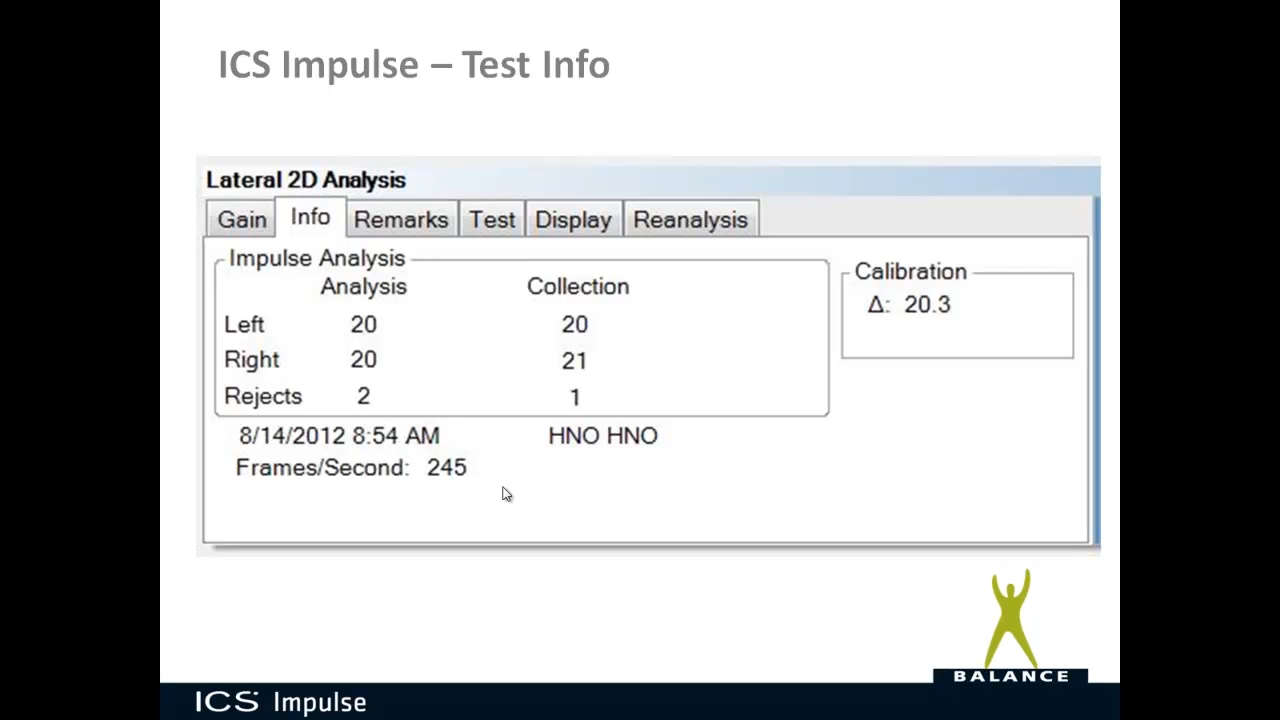 ICS Impulse – Test Info
Lateral 2D Analysis
Gain Info Remarks Test Display Reanalysis
Impulse Analysis
Analysis Collection
Left 20 20
Right 20 21
Rejects 2 1
8/14/2012 8:54 AM HNO HNO
Frames/Second: 245
Calibration
Δ: 20.3
BALANCE
ICS Impulse